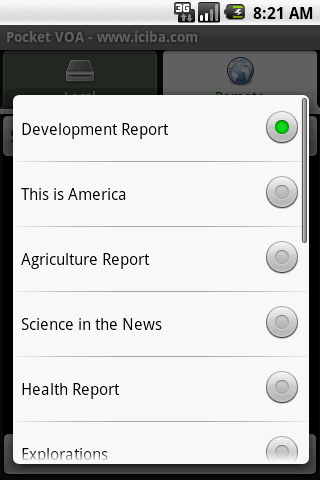 3G
8:21 AM
Pocket VOA - www.iciba.com
Local
Remote
Development Report
This is America
Agriculture Report
Science in the News
Health Report
Explorations